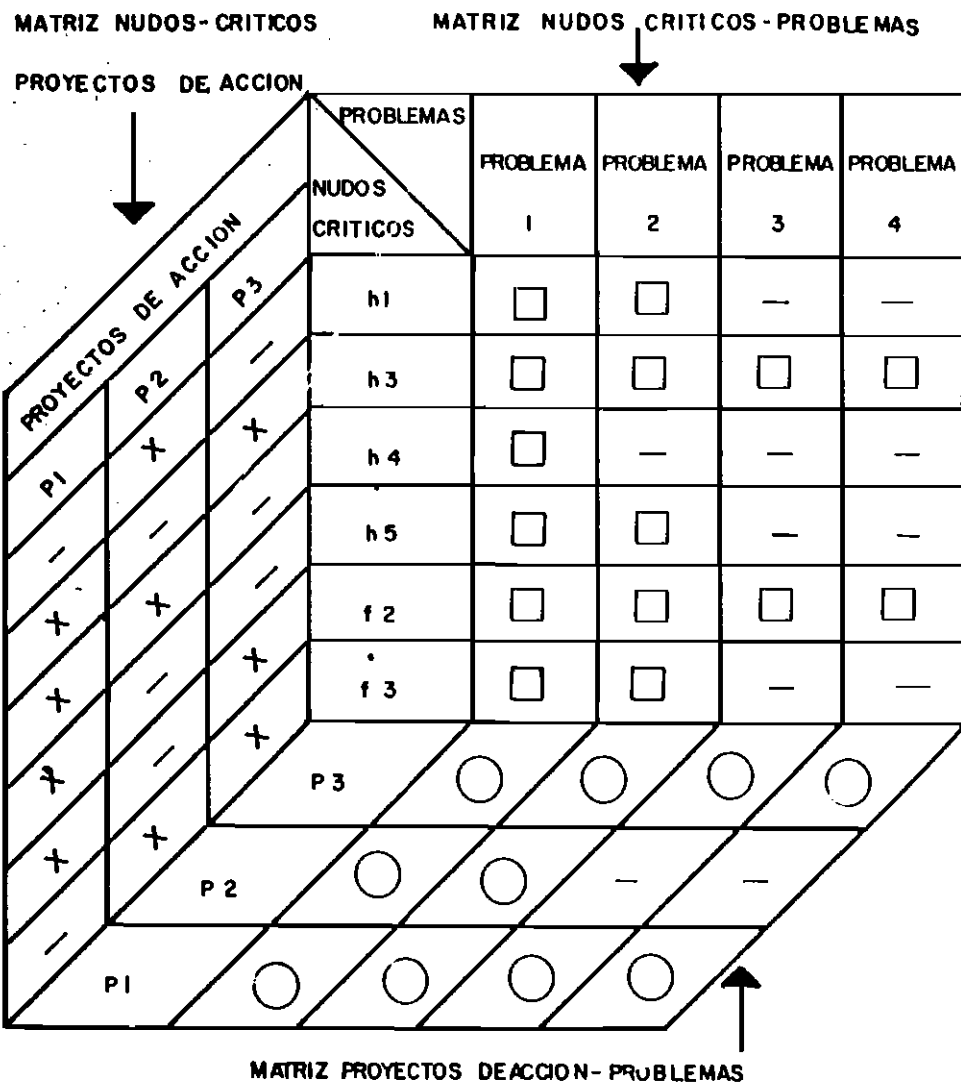 MATRIZ NUDOS-CRITICOS
PROYECTOS DE ACCION
MATRIZ NUDOS CRITICOS-PROBLEMAS
PROBLEMAS
NUDOS
CRITICOS
PROBLEMA 1
PROBLEMA 2
PROBLEMA 3
PROBLEMA 4
PROYECTOS DE ACCION
P1
P2
P3
h1 — —
h3
h4 — — —
h5 — —
f2
f3 — —
— X X X X —
X — X — — X
— X — — X X
P3
P2 — —
P1
MATRIZ PROYECTOS DE ACCION-PROBLEMAS